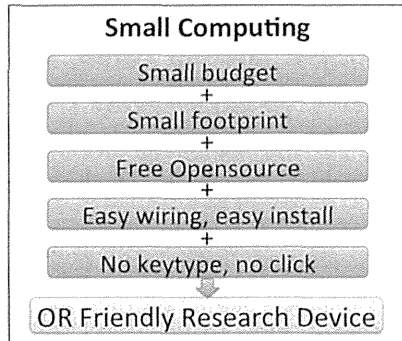 Small Computing
Small budget
+
Small footprint
+
Free Opensource
+
Easy wiring, easy install
+
No keytype, no click
OR Friendly Research Device